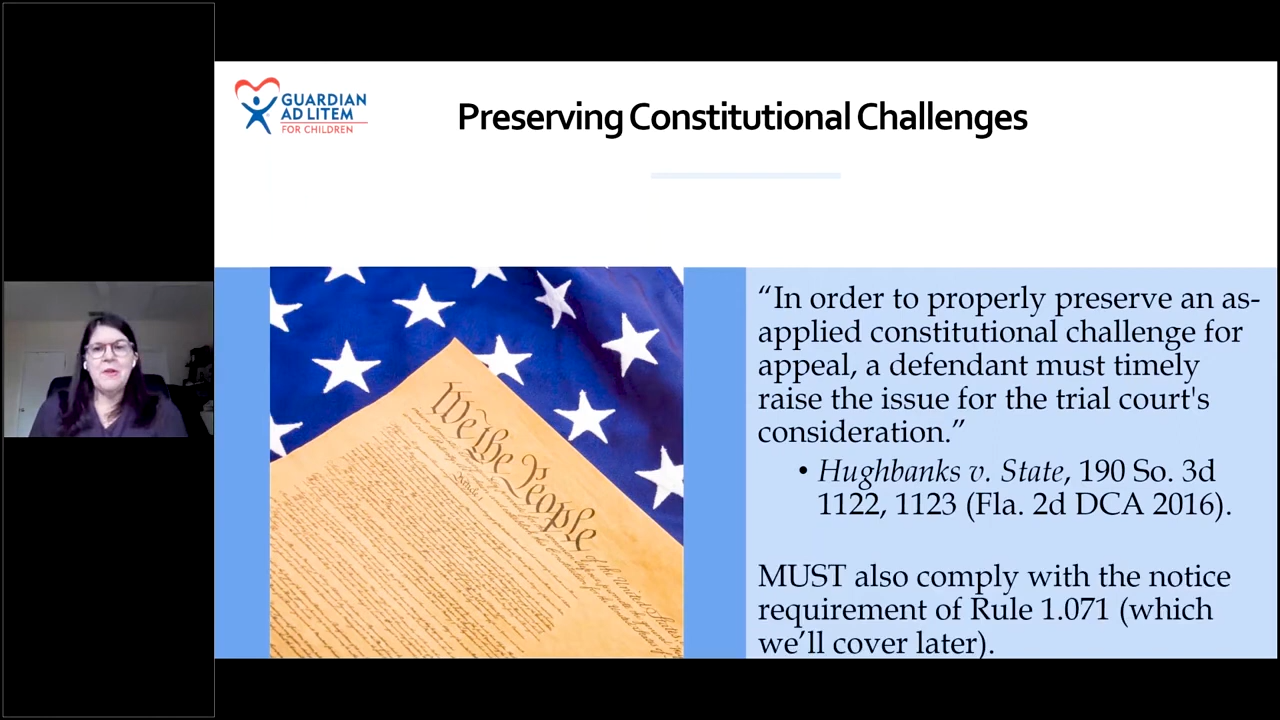 GUARDIAN
AD LITEM
FOR CHILDREN
Preserving Constitutional Challenges
We the People
Article I
“In order to properly preserve an as-
applied constitutional challenge for
appeal, a defendant must timely
raise the issue for the trial court's
consideration.”
• Hughbanks v. State, 190 So. 3d
1122, 1123 (Fla. 2d DCA 2016).
MUST also comply with the notice
requirement of Rule 1.071 (which
we’ll cover later).